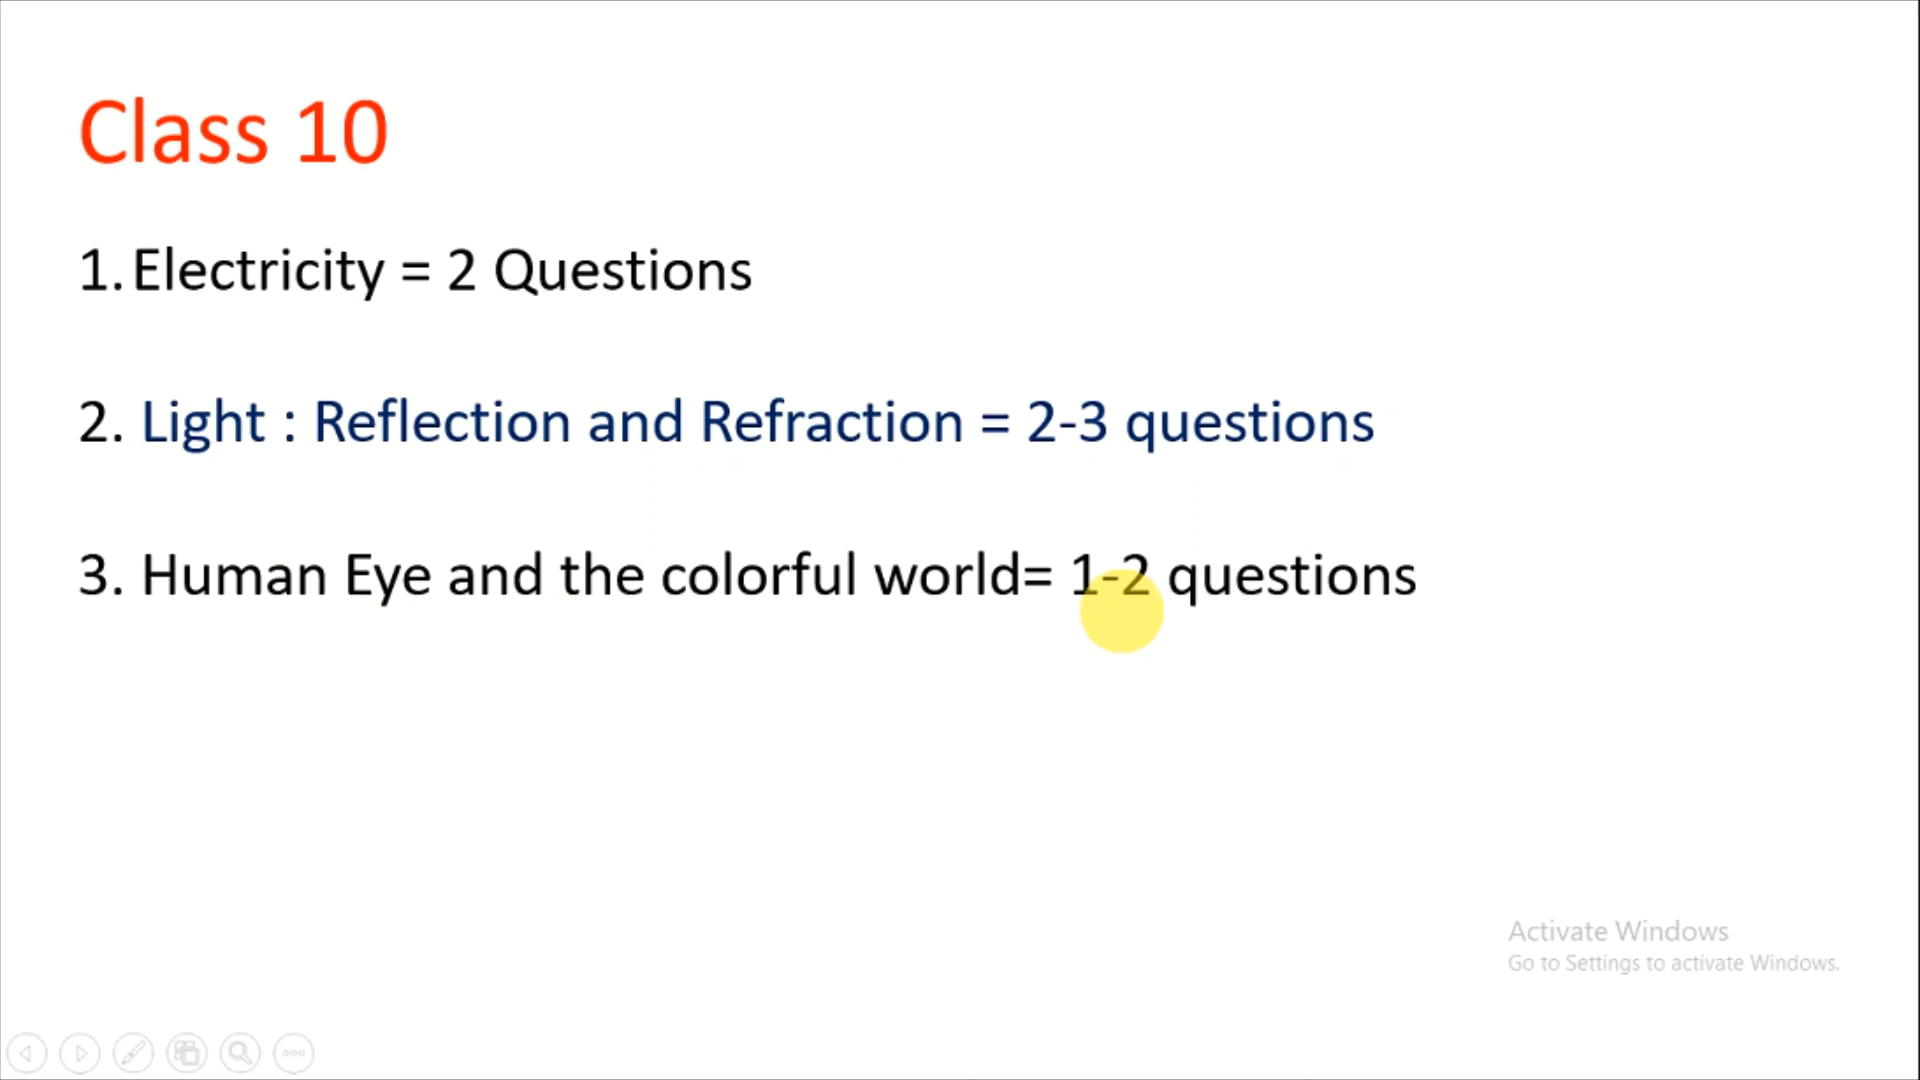 Class 10
1. Electricity = 2 Questions
2. Light : Reflection and Refraction = 2-3 questions
3. Human Eye and the colorful world= 1-2 questions
Activate Windows
Go to Settings to activate Windows.